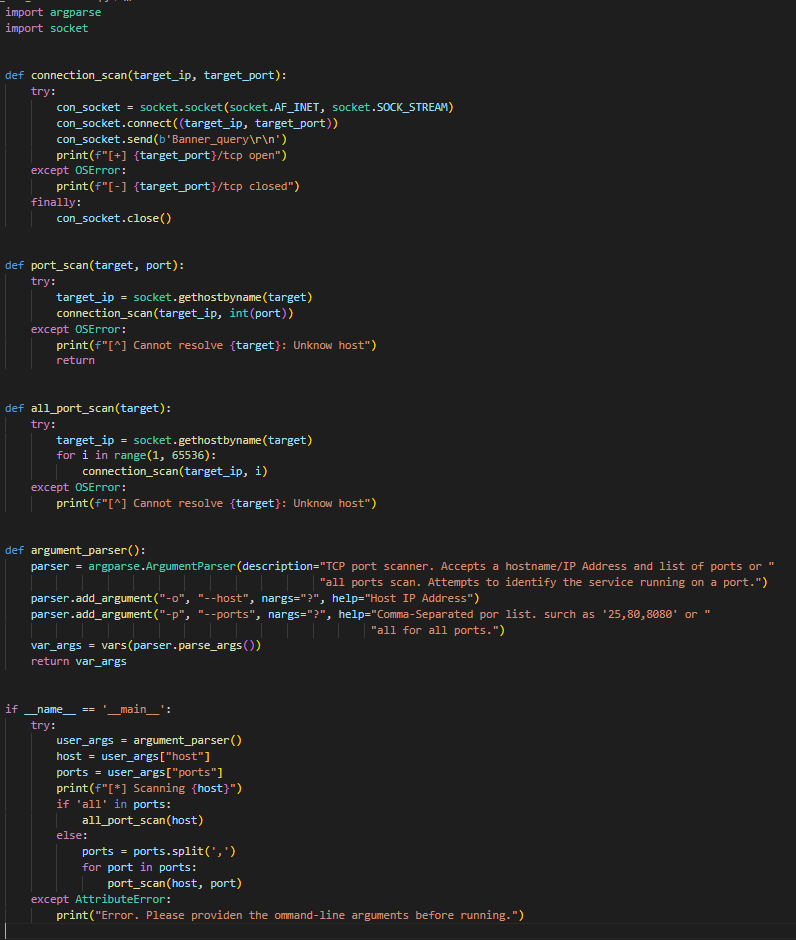 import argparse
import socket
def connection_scan(target_ip, target_port):
    try:
        con_socket = socket.socket(socket.AF_INET, socket.SOCK_STREAM)
        con_socket.connect((target_ip, target_port))
        con_socket.send(b'Banner_query\r\n')
        print(f"[+] {target_port}/tcp open")
    except OSError:
        print(f"[-] {target_port}/tcp closed")
    finally:
        con_socket.close()
def port_scan(target, port):
    try:
        target_ip = socket.gethostbyname(target)
        connection_scan(target_ip, int(port))
    except OSError:
        print(f"[^] Cannot resolve {target}: Unknow host")
        return
def all_port_scan(target):
    try:
        target_ip = socket.gethostbyname(target)
        for i in range(1, 65536):
            connection_scan(target_ip, i)
    except OSError:
        print(f"[^] Cannot resolve {target}: Unknow host")
def argument_parser():
    parser = argparse.ArgumentParser(description="TCP port scanner. Accepts a hostname/IP Address and list of ports or "
                                                 "all ports scan. Attempts to identify the service running on a port.")
    parser.add_argument("-o", "--host", nargs="?", help="Host IP Address")
    parser.add_argument("-p", "--ports", nargs="?", help="Comma-Separated por list. surch as '25,80,8080' or "
                                                         "all for all ports.")
    var_args = vars(parser.parse_args())
    return var_args
if __name__ == '__main__':
    try:
        user_args = argument_parser()
        host = user_args["host"]
        ports = user_args["ports"]
        print(f"[*] Scanning {host}")
        if 'all' in ports:
            all_port_scan(host)
        else:
            ports = ports.split(',')
            for port in ports:
                port_scan(host, port)
    except AttributeError:
        print("Error. Please providen the ommand-line arguments before running.")